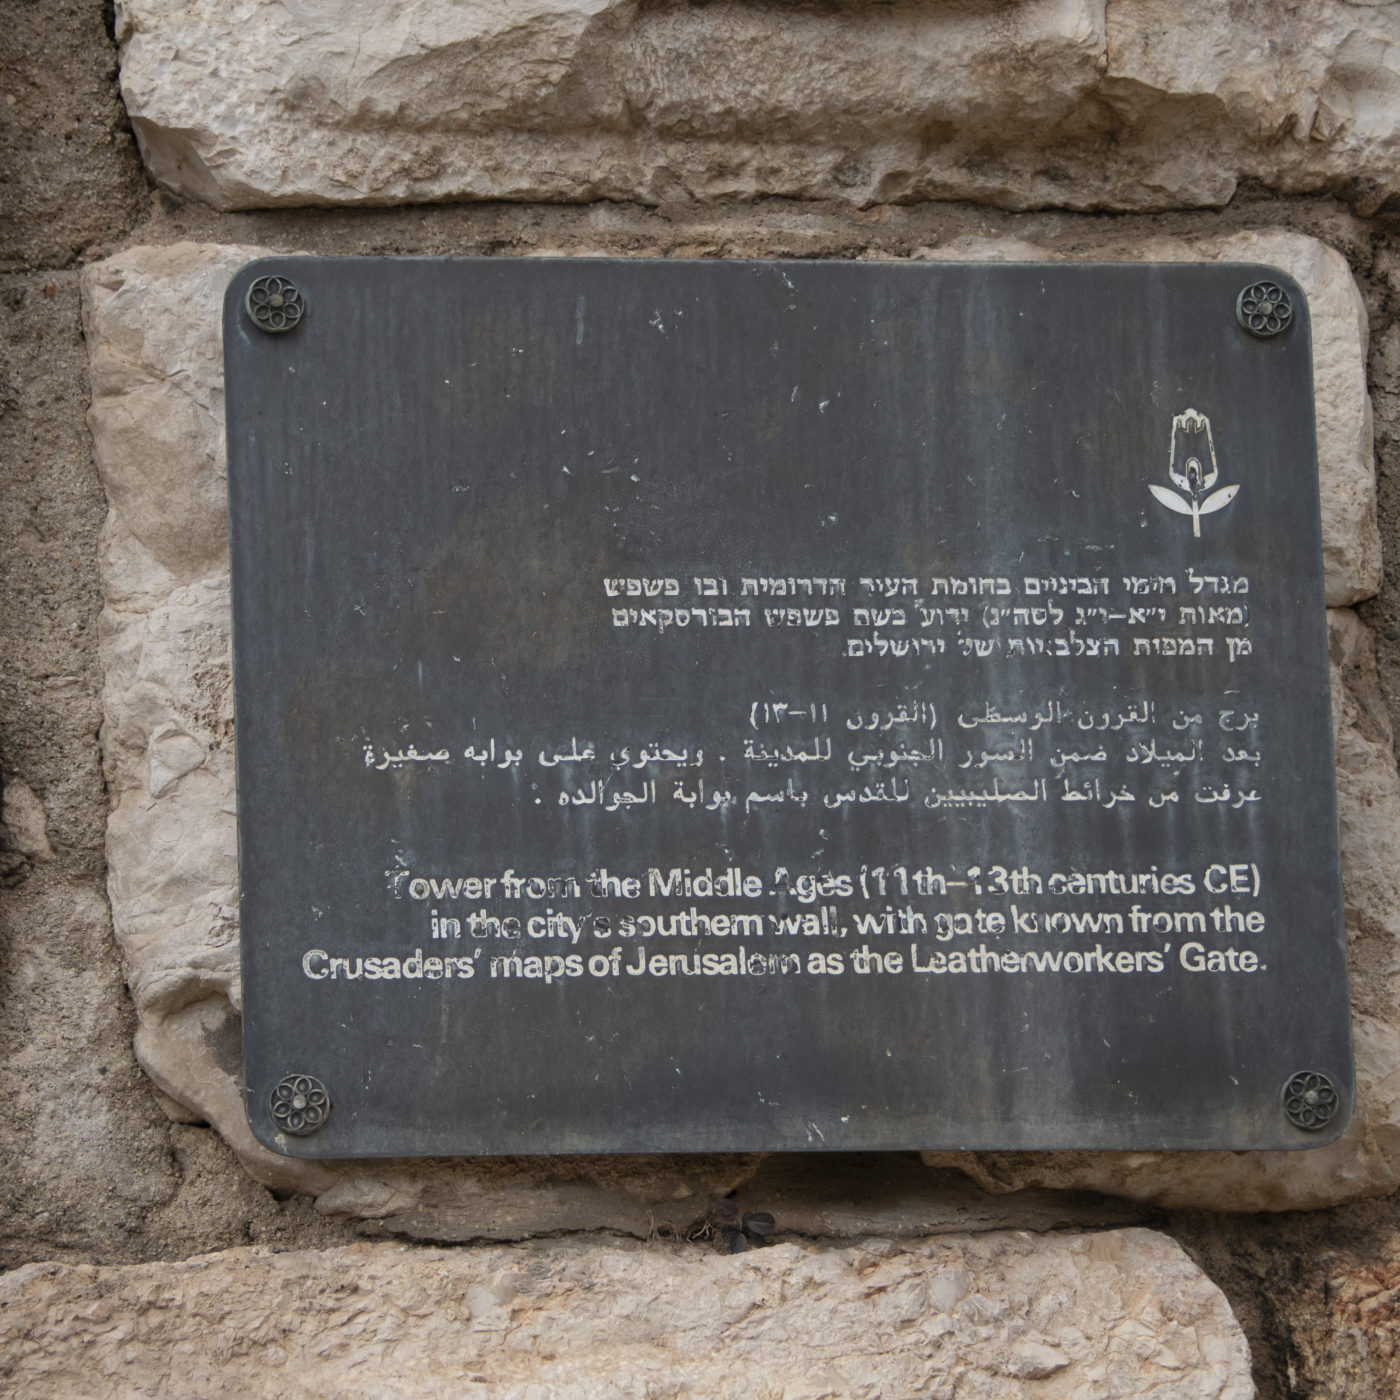 מגדל מימי הביניים בחומת העיר הדרומית ובו פשפש
(מאות י״א–י״ג לסה״נ) ידוע כשם פשפש הבורסקאים
מן המפות הצלבניות של ירושלים.
برج من القرون الوسطى (القرون ١١–١٣)
بعد الميلاد ضمن السور الجنوبي للمدينة . ويحتوي على بوابه صغيرة
عرفت من خرائط الصليبيين للقدس باسم بوابة الجوالده .
Tower from the Middle Ages (11th–13th centuries CE)
in the city's southern wall, with gate known from the
Crusaders' maps of Jerusalem as the Leatherworkers' Gate.